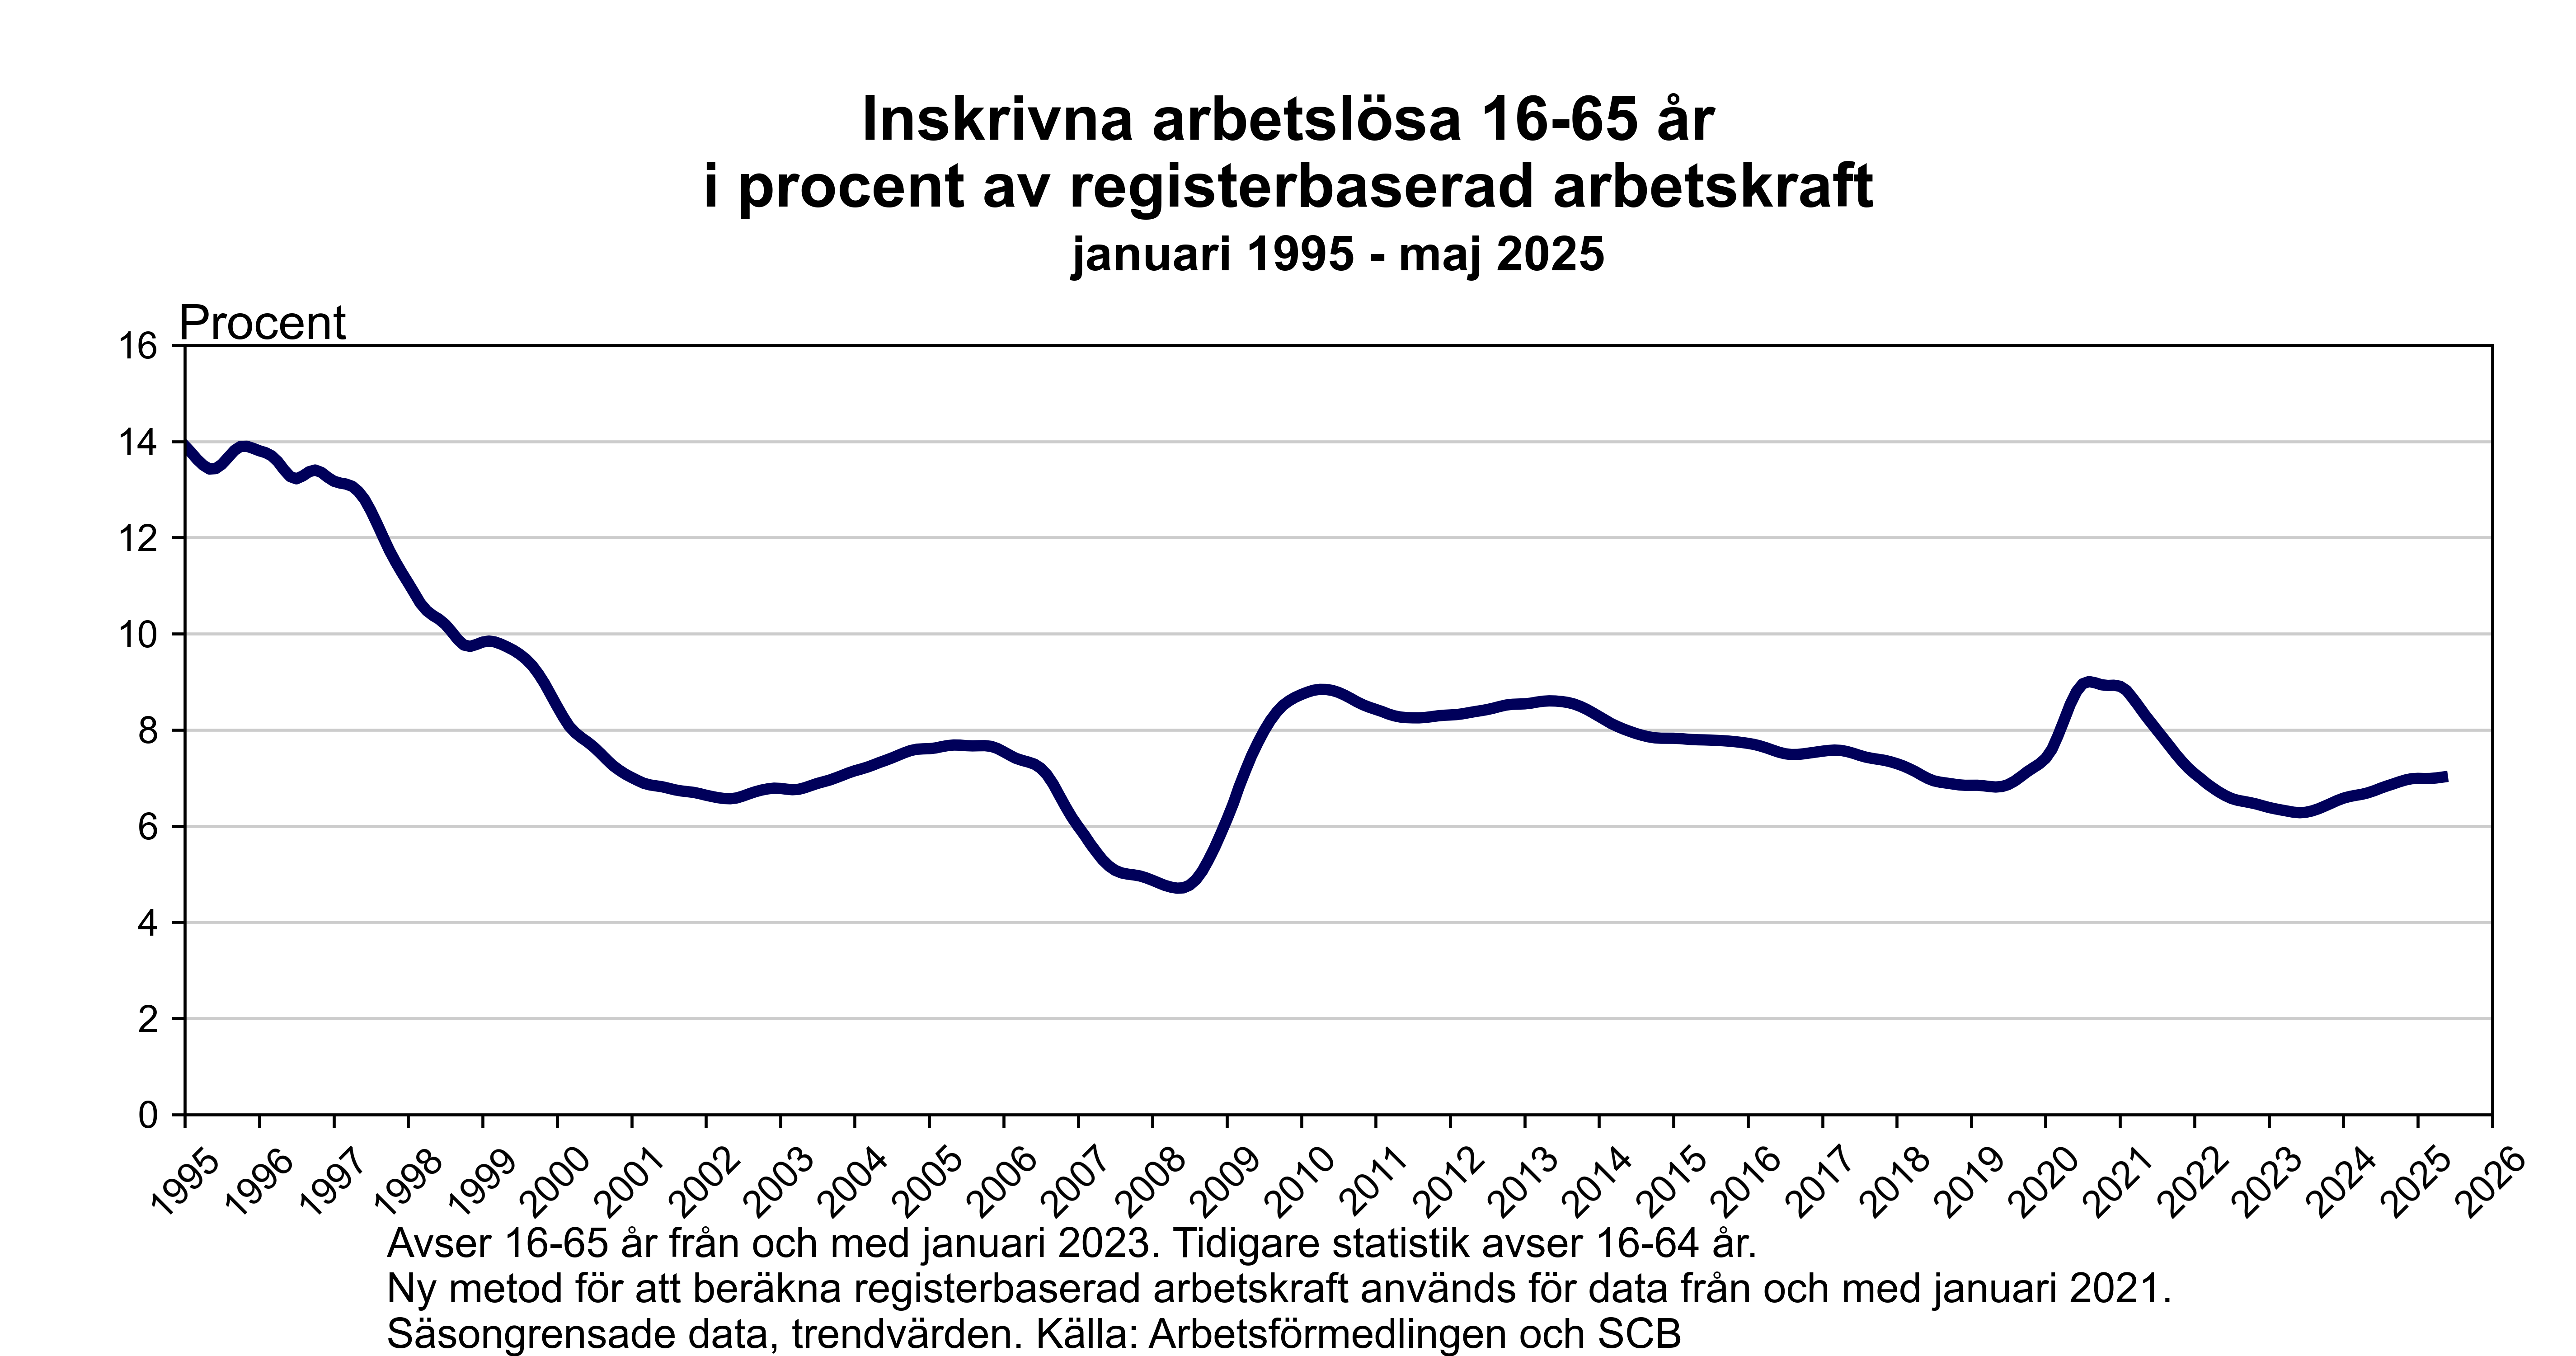 Inskrivna arbetslösa 16-65 år
i procent av registerbaserad arbetskraft
januari 1995 - maj 2025
Procent
16
14
12
10
8
6
4
2
0
1995 1996 1997 1998 1999 2000 2001 2002 2003 2004 2005 2006 2007 2008 2009 2010 2011 2012 2013 2014 2015 2016 2017 2018 2019 2020 2021 2022 2023 2024 2025 2026
Avser 16-65 år från och med januari 2023. Tidigare statistik avser 16-64 år.
Ny metod för att beräkna registerbaserad arbetskraft används för data från och med januari 2021.
Säsongrensade data, trendvärden. Källa: Arbetsförmedlingen och SCB